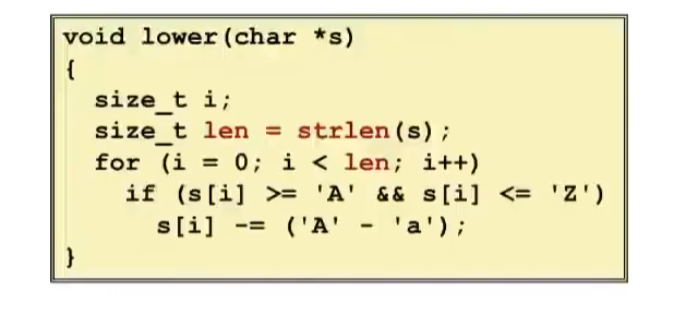 void lower(char *s)
{
  size_t i;
  size_t len = strlen(s);
  for (i = 0; i < len; i++)
    if (s[i] >= 'A' && s[i] <= 'Z')
      s[i] -= ('A' - 'a');
}